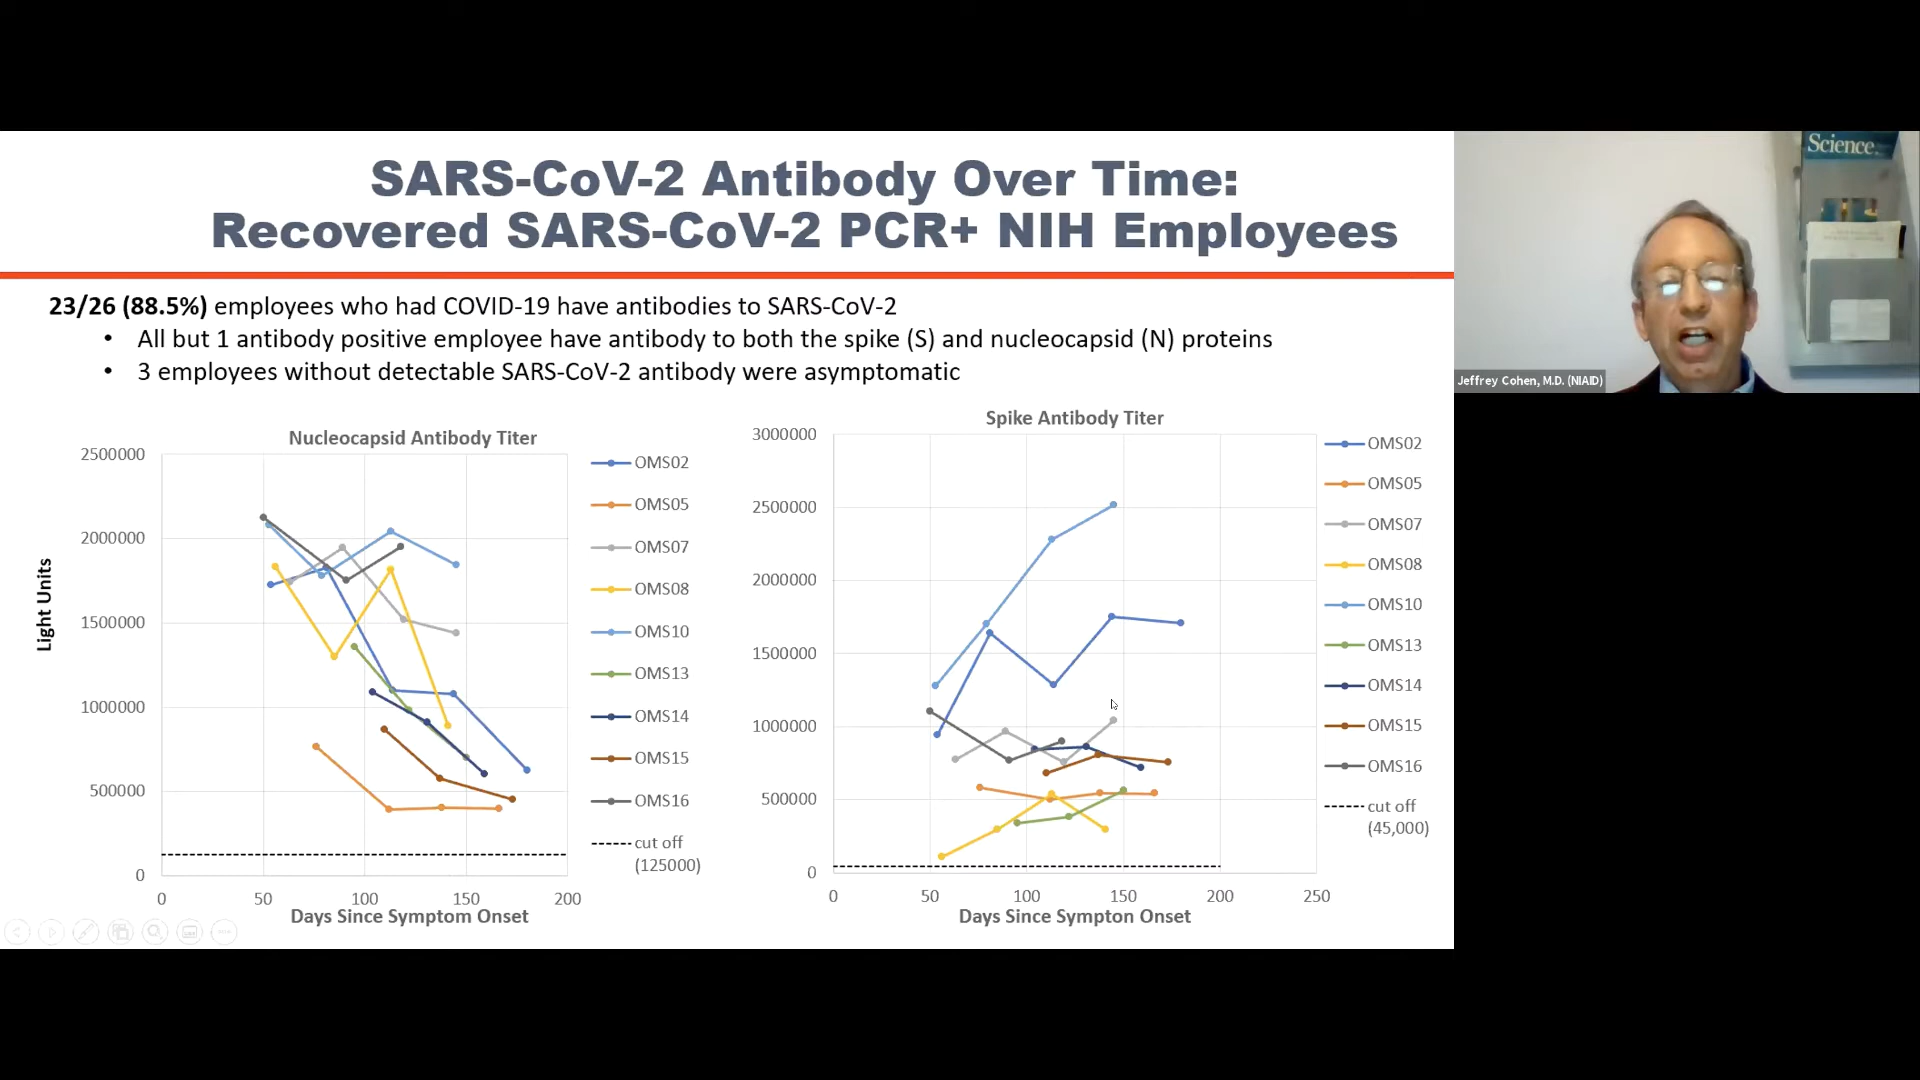 SARS-CoV-2 Antibody Over Time:
Recovered SARS-CoV-2 PCR+ NIH Employees
23/26 (88.5%) employees who had COVID-19 have antibodies to SARS-CoV-2
• All but 1 antibody positive employee have antibody to both the spike (S) and nucleocapsid (N) proteins
• 3 employees without detectable SARS-CoV-2 antibody were asymptomatic
Nucleocapsid Antibody Titer
Light Units
2500000
2000000
1500000
1000000
500000
0
0 50 100 150 200
Days Since Symptom Onset
OMS02
OMS05
OMS07
OMS08
OMS10
OMS13
OMS14
OMS15
OMS16
cut off
(125000)
Spike Antibody Titer
3000000
2500000
2000000
1500000
1000000
500000
0
0 50 100 150 200 250
Days Since Sympton Onset
OMS02
OMS05
OMS07
OMS08
OMS10
OMS13
OMS14
OMS15
OMS16
cut off
(45,000)
Science.
Jeffrey Cohen, M.D. (NIAID)